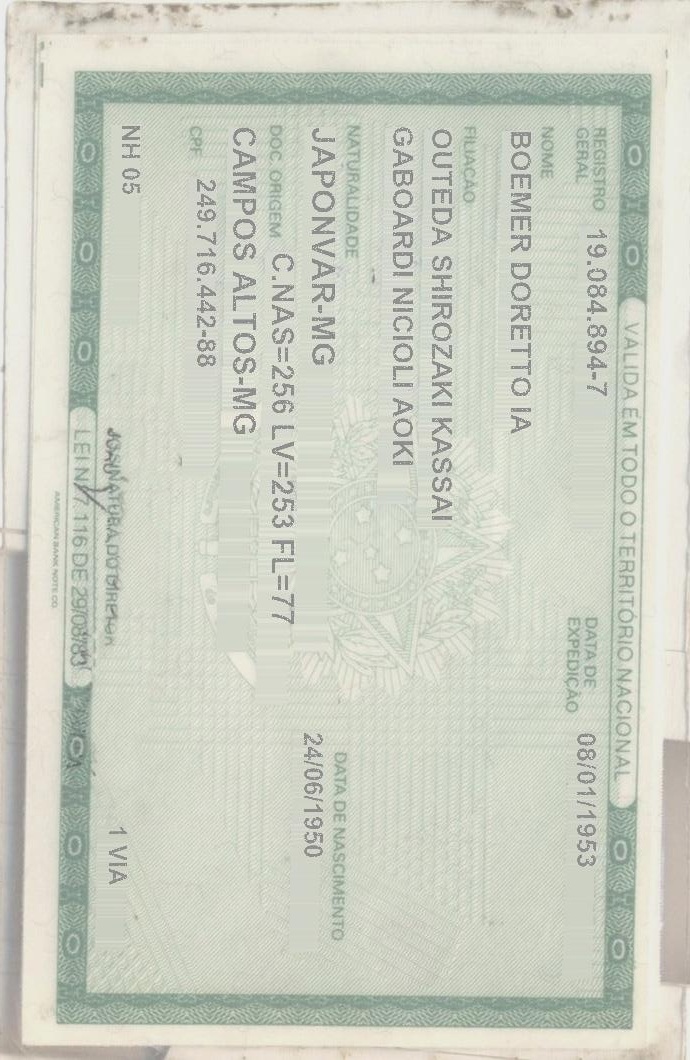 VÁLIDA EM TODO O TERRITÓRIO NACIONAL
REGISTRO GERAL 19.084.894-7 DATA DE EXPEDIÇÃO 08/01/1953
NOME
BOEMER DORETTO IA
FILIAÇÃO
OUTEDA SHIROZAKI KASSAI
GABOARDI NICIOLI AOKI
NATURALIDADE DATA DE NASCIMENTO
JAPONVAR-MG 24/06/1950
DOC ORIGEM C.NAS=256 LV=253 FL=77
CAMPOS ALTOS-MG
CPF 249.716.442-88
NH 05 1 VIA
ASSINATURA DO DIRETOR
LEI Nº 7.116 DE 29/08/83
AMERICAN BANK NOTE CO.